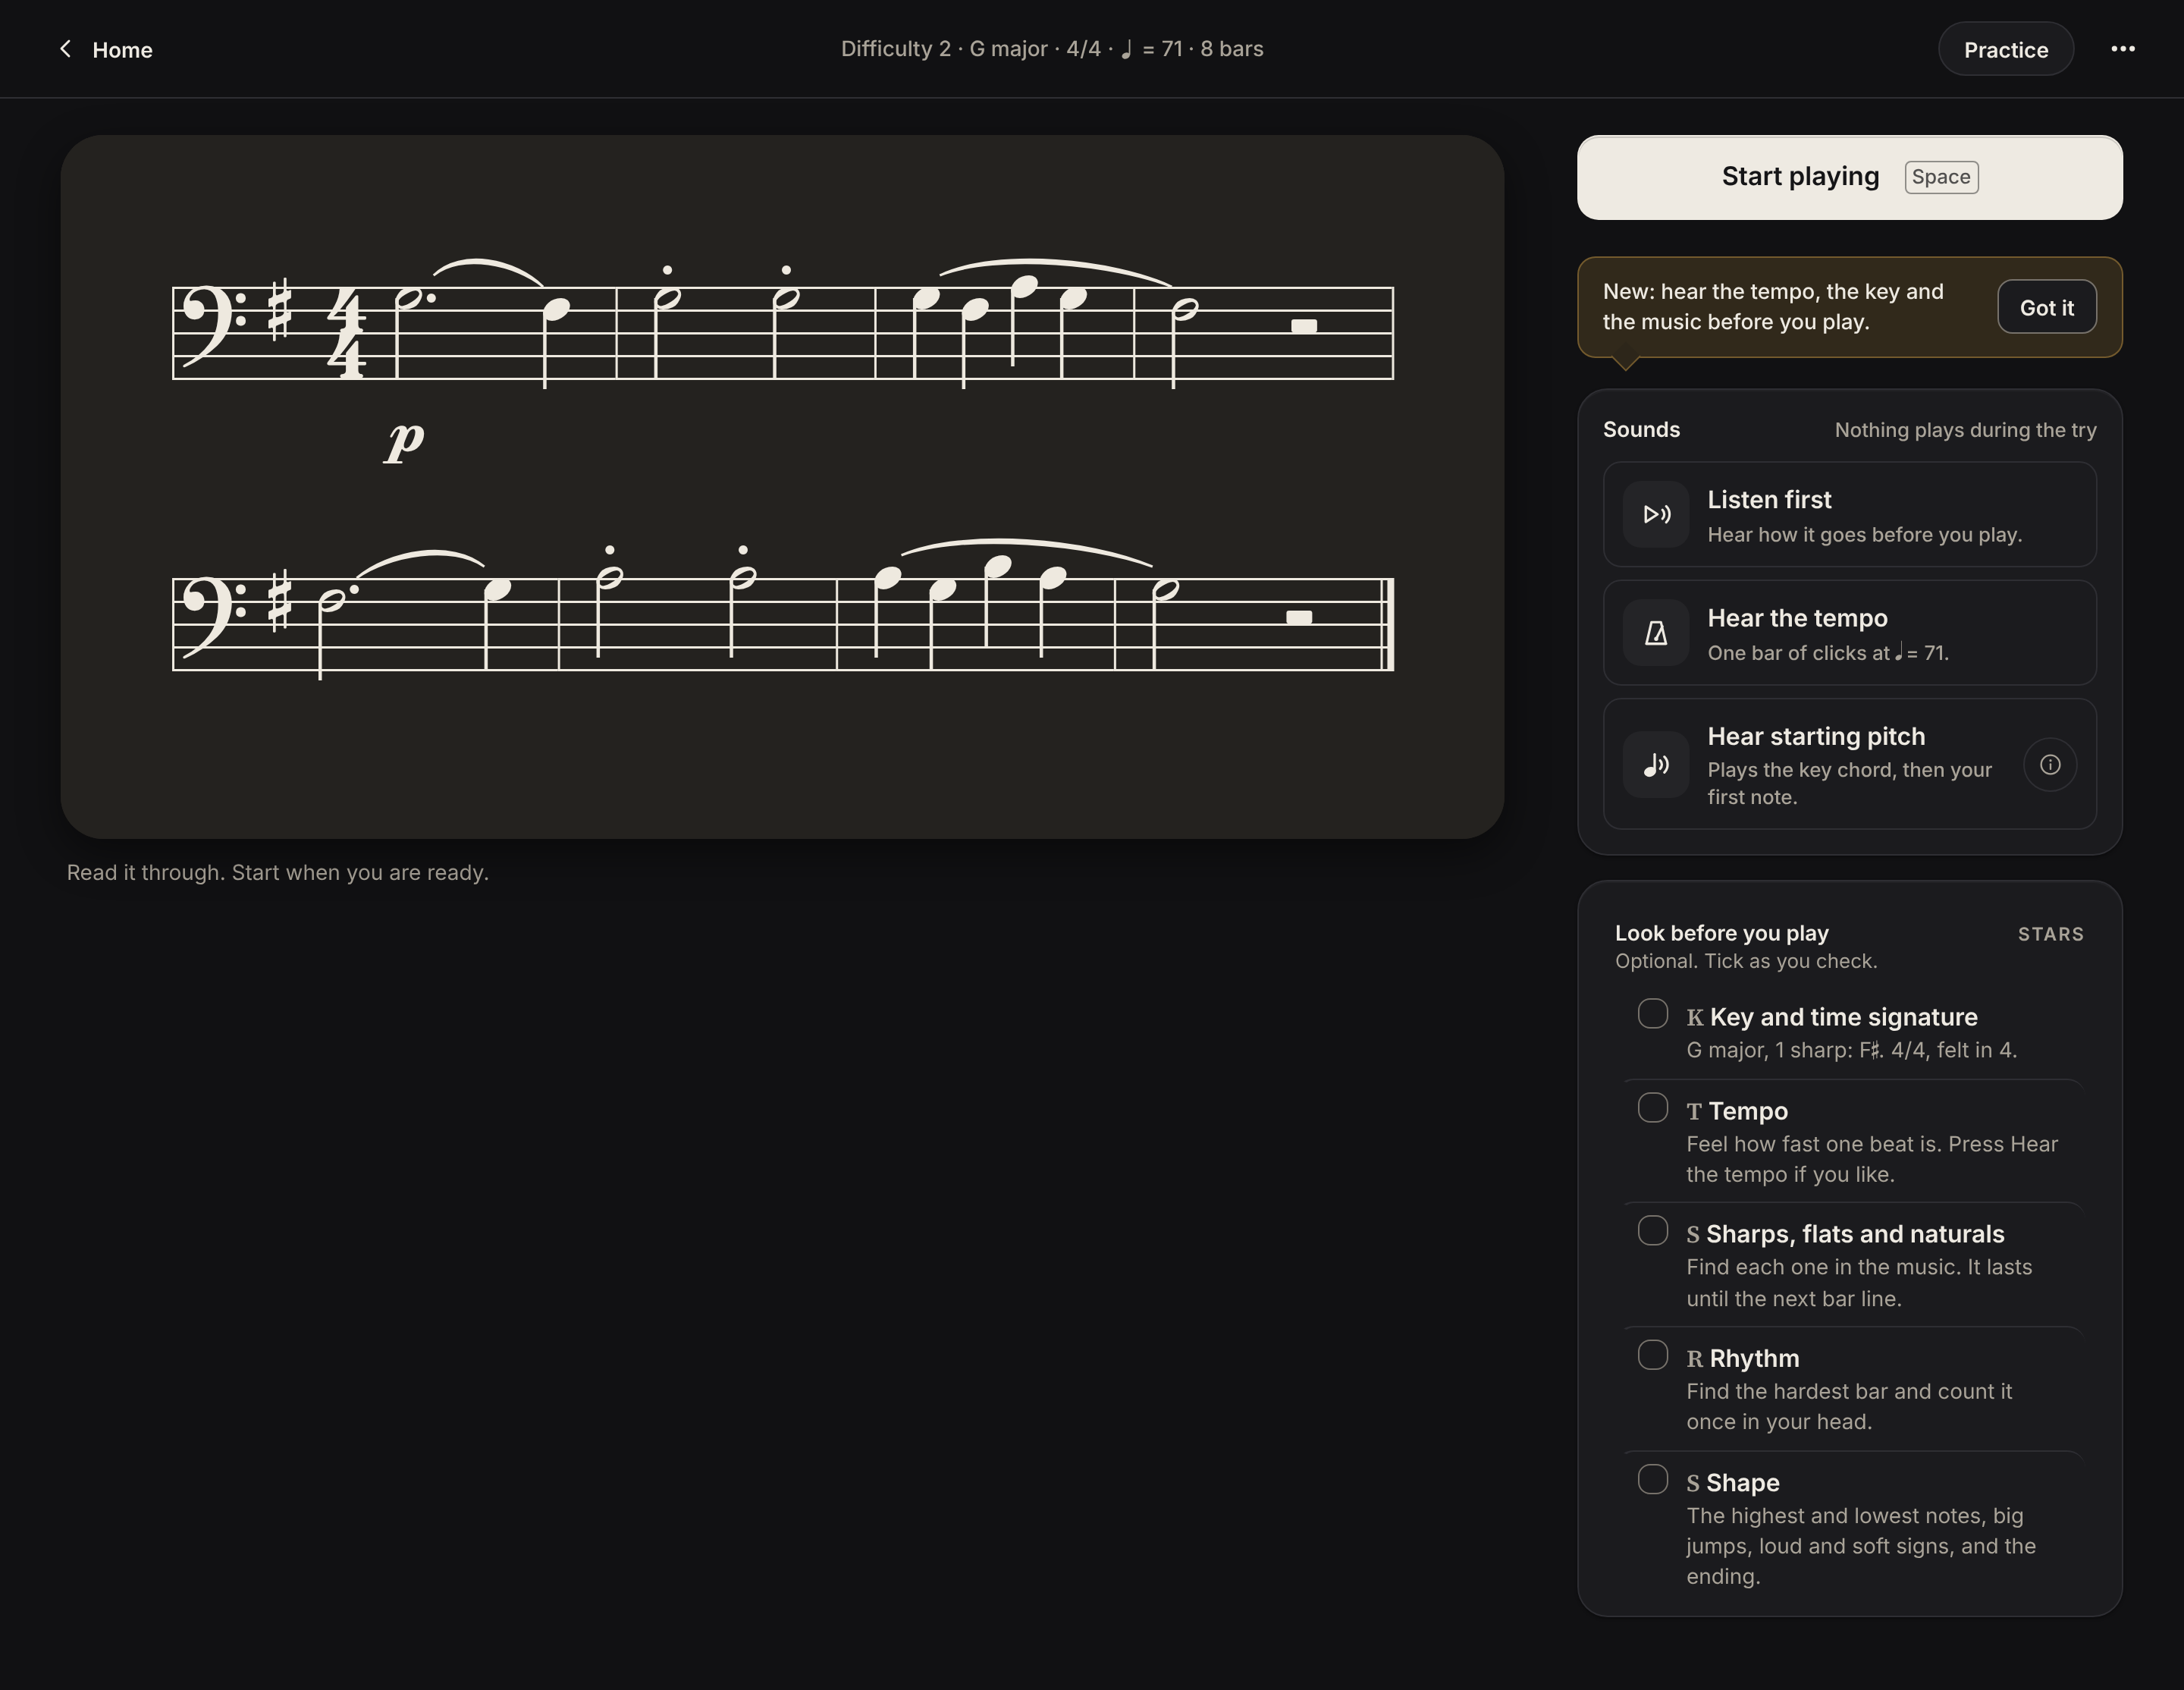 Home
Difficulty 2 · G major · 4/4 · ♩ = 71 · 8 bars
Practice
Start playing Space
New: hear the tempo, the key and
the music before you play.
Got it
Sounds
Nothing plays during the try
Listen first
Hear how it goes before you play.
Hear the tempo
One bar of clicks at ♩ = 71.
Hear starting pitch
Plays the key chord, then your
first note.
4
4
p
Read it through. Start when you are ready.
Look before you play
STARS
Optional. Tick as you check.
K Key and time signature
G major, 1 sharp: F♯. 4/4, felt in 4.
T Tempo
Feel how fast one beat is. Press Hear
the tempo if you like.
S Sharps, flats and naturals
Find each one in the music. It lasts
until the next bar line.
R Rhythm
Find the hardest bar and count it
once in your head.
S Shape
The highest and lowest notes, big
jumps, loud and soft signs, and the
ending.